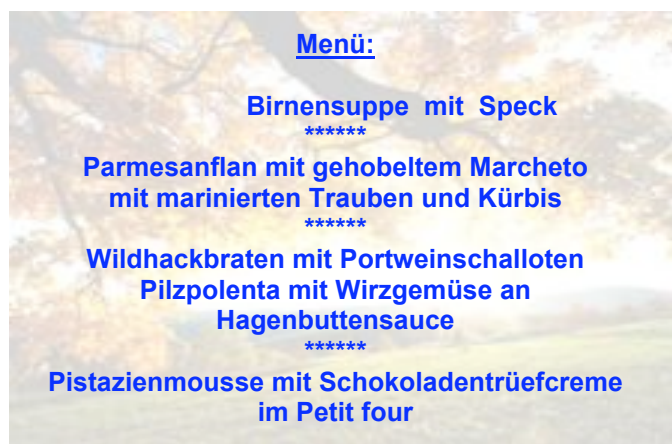 Menü:
Birnensuppe mit Speck
******
Parmesanflan mit gehobeltem Marcheto
mit marinierten Trauben und Kürbis
******
Wildhackbraten mit Portweinschalloten
Pilzpolenta mit Wirzgemüse an
Hagenbuttensauce
******
Pistazienmousse mit Schokoladentrüefcreme
im Petit four